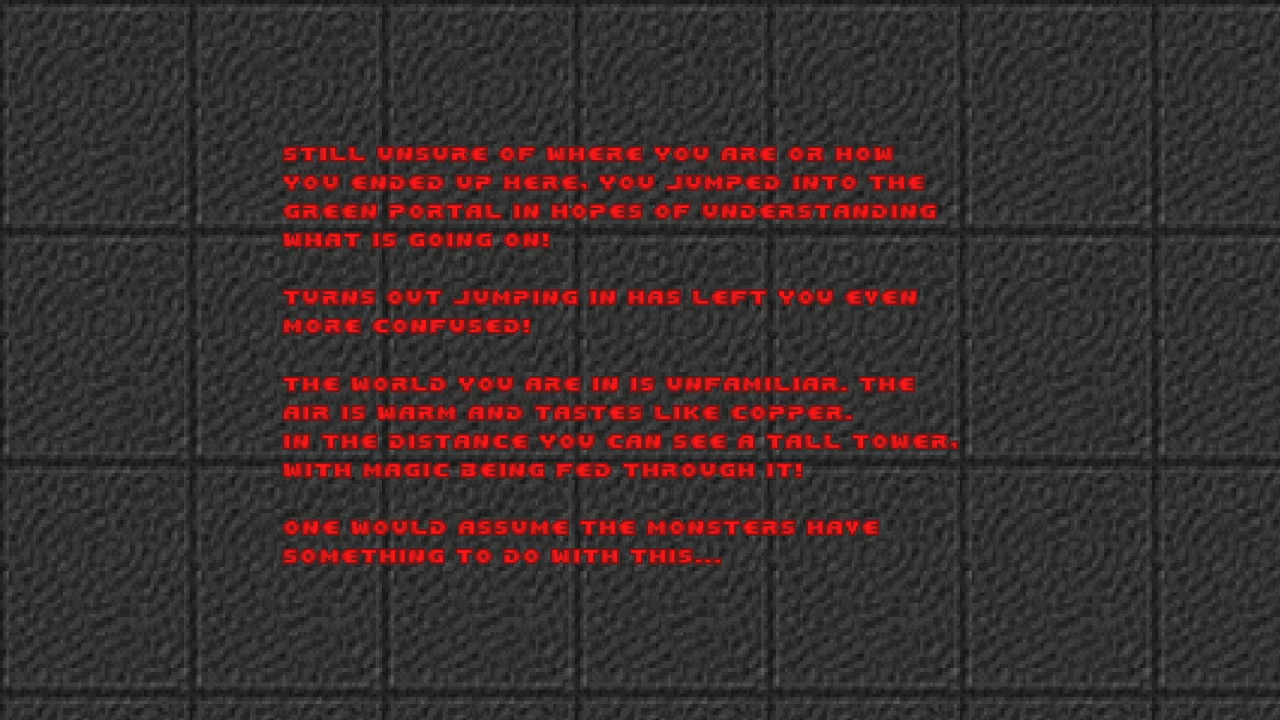 STILL UNSURE OF WHERE YOU ARE OR HOW
YOU ENDED UP HERE, YOU JUMPED INTO THE
GREEN PORTAL IN HOPES OF UNDERSTANDING
WHAT IS GOING ON!
TURNS OUT JUMPING IN HAS LEFT YOU EVEN
MORE CONFUSED!
THE WORLD YOU ARE IN IS UNFAMILIAR. THE
AIR IS WARM AND TASTES LIKE COPPER.
IN THE DISTANCE YOU CAN SEE A TALL TOWER,
WITH MAGIC BEING FED THROUGH IT!
ONE WOULD ASSUME THE MONSTERS HAVE
SOMETHING TO DO WITH THIS...